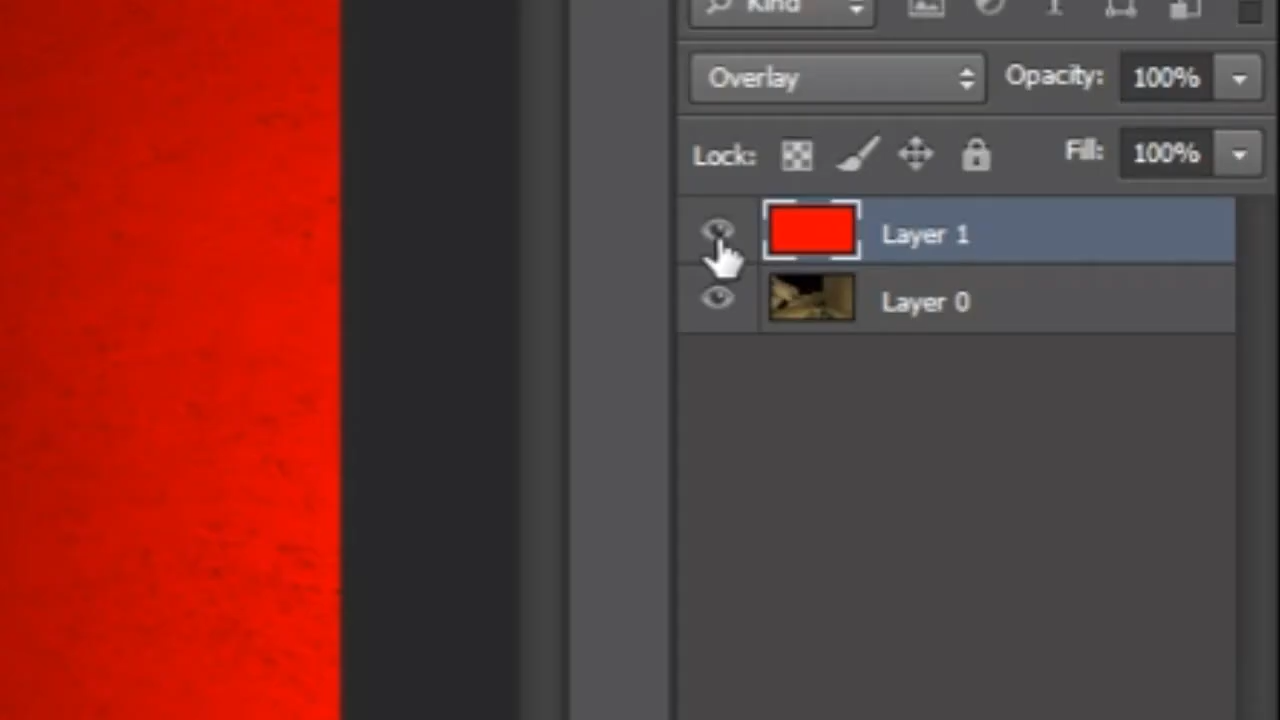 Kind
Overlay Opacity: 100%
Lock: Fill: 100%
Layer 1
Layer 0